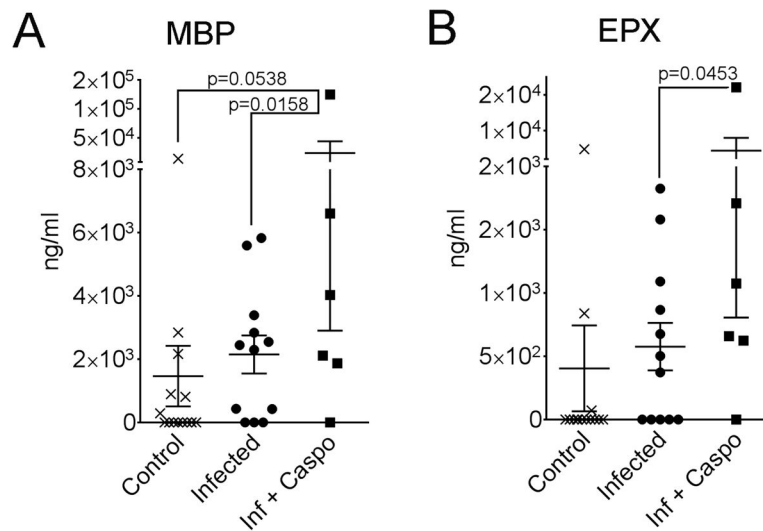 A
MBP
2×10⁵
1×10⁵
5×10⁴
8×10³
6×10³
4×10³
2×10³
0
ng/ml
p=0.0538
p=0.0158
Control
Infected
Inf + Caspo
B
EPX
2×10⁴
1×10⁴
2×10³
2×10³
1×10³
5×10²
0
ng/ml
p=0.0453
Control
Infected
Inf + Caspo